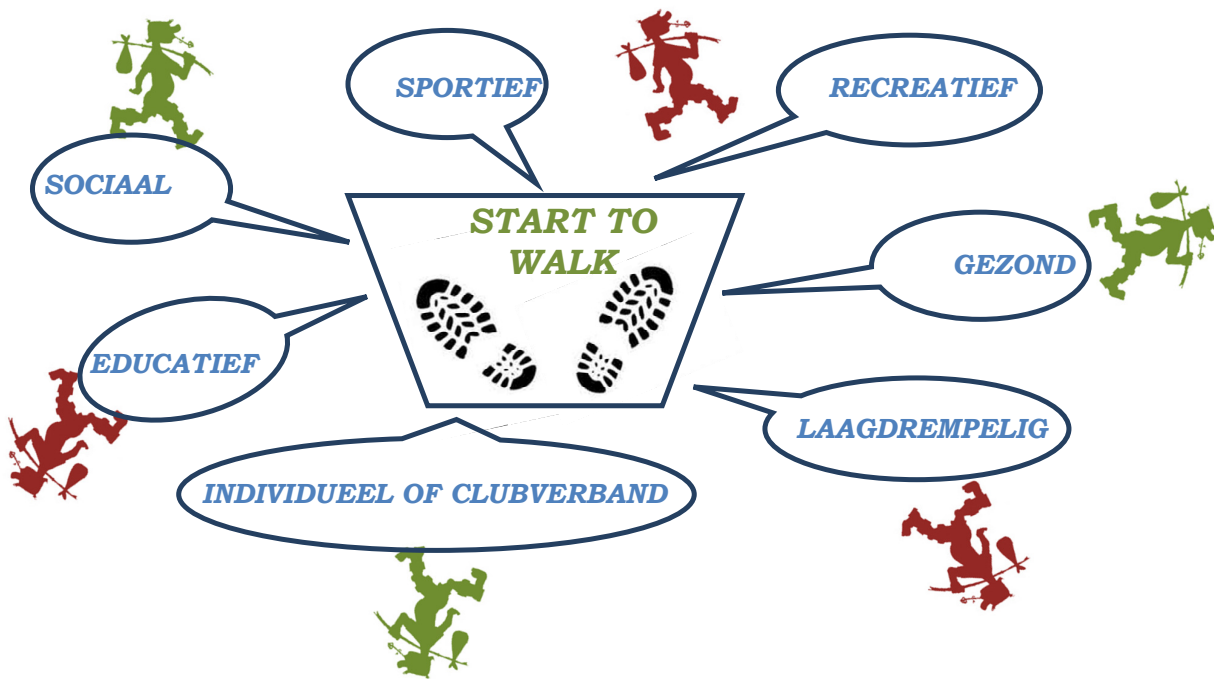 SPORTIEF
RECREATIEF
SOCIAAL
START TO
WALK
GEZOND
EDUCATIEF
LAAGDREMPELIG
INDIVIDUEEL OF CLUBVERBAND